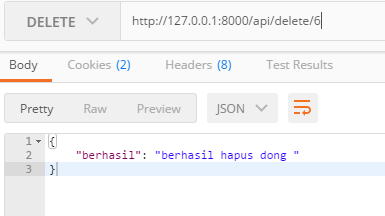 DELETE http://127.0.0.1:8000/api/delete/6
Body Cookies (2) Headers (8) Test Results
Pretty Raw Preview JSON
1 {
2 "berhasil": "berhasil hapus dong "
3 }